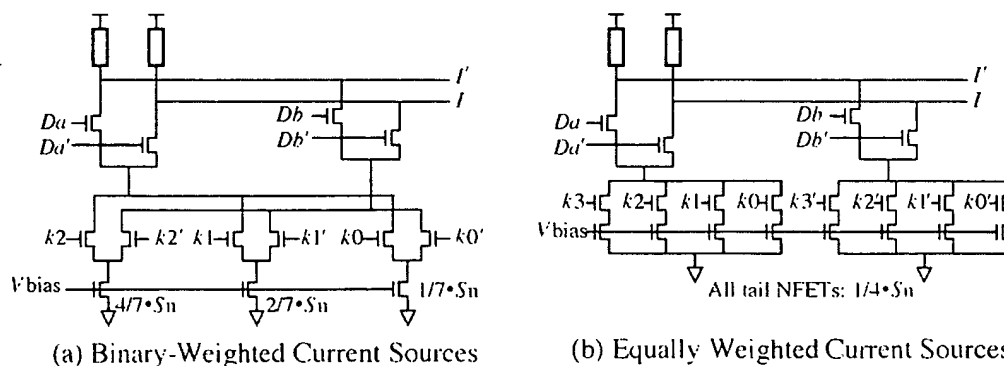 I'
I
Da
Da'
Db
Db'
k2
k2'
k1
k1'
k0
k0'
Vbias
4/7•Sn
2/7•Sn
1/7•Sn
(a) Binary-Weighted Current Sources
I'
I
Da
Da'
Db
Db'
k3
k2
k1
k0
k3'
k2'
k1'
k0'
Vbias
All tail NFETs: 1/4•Sn
(b) Equally Weighted Current Sources